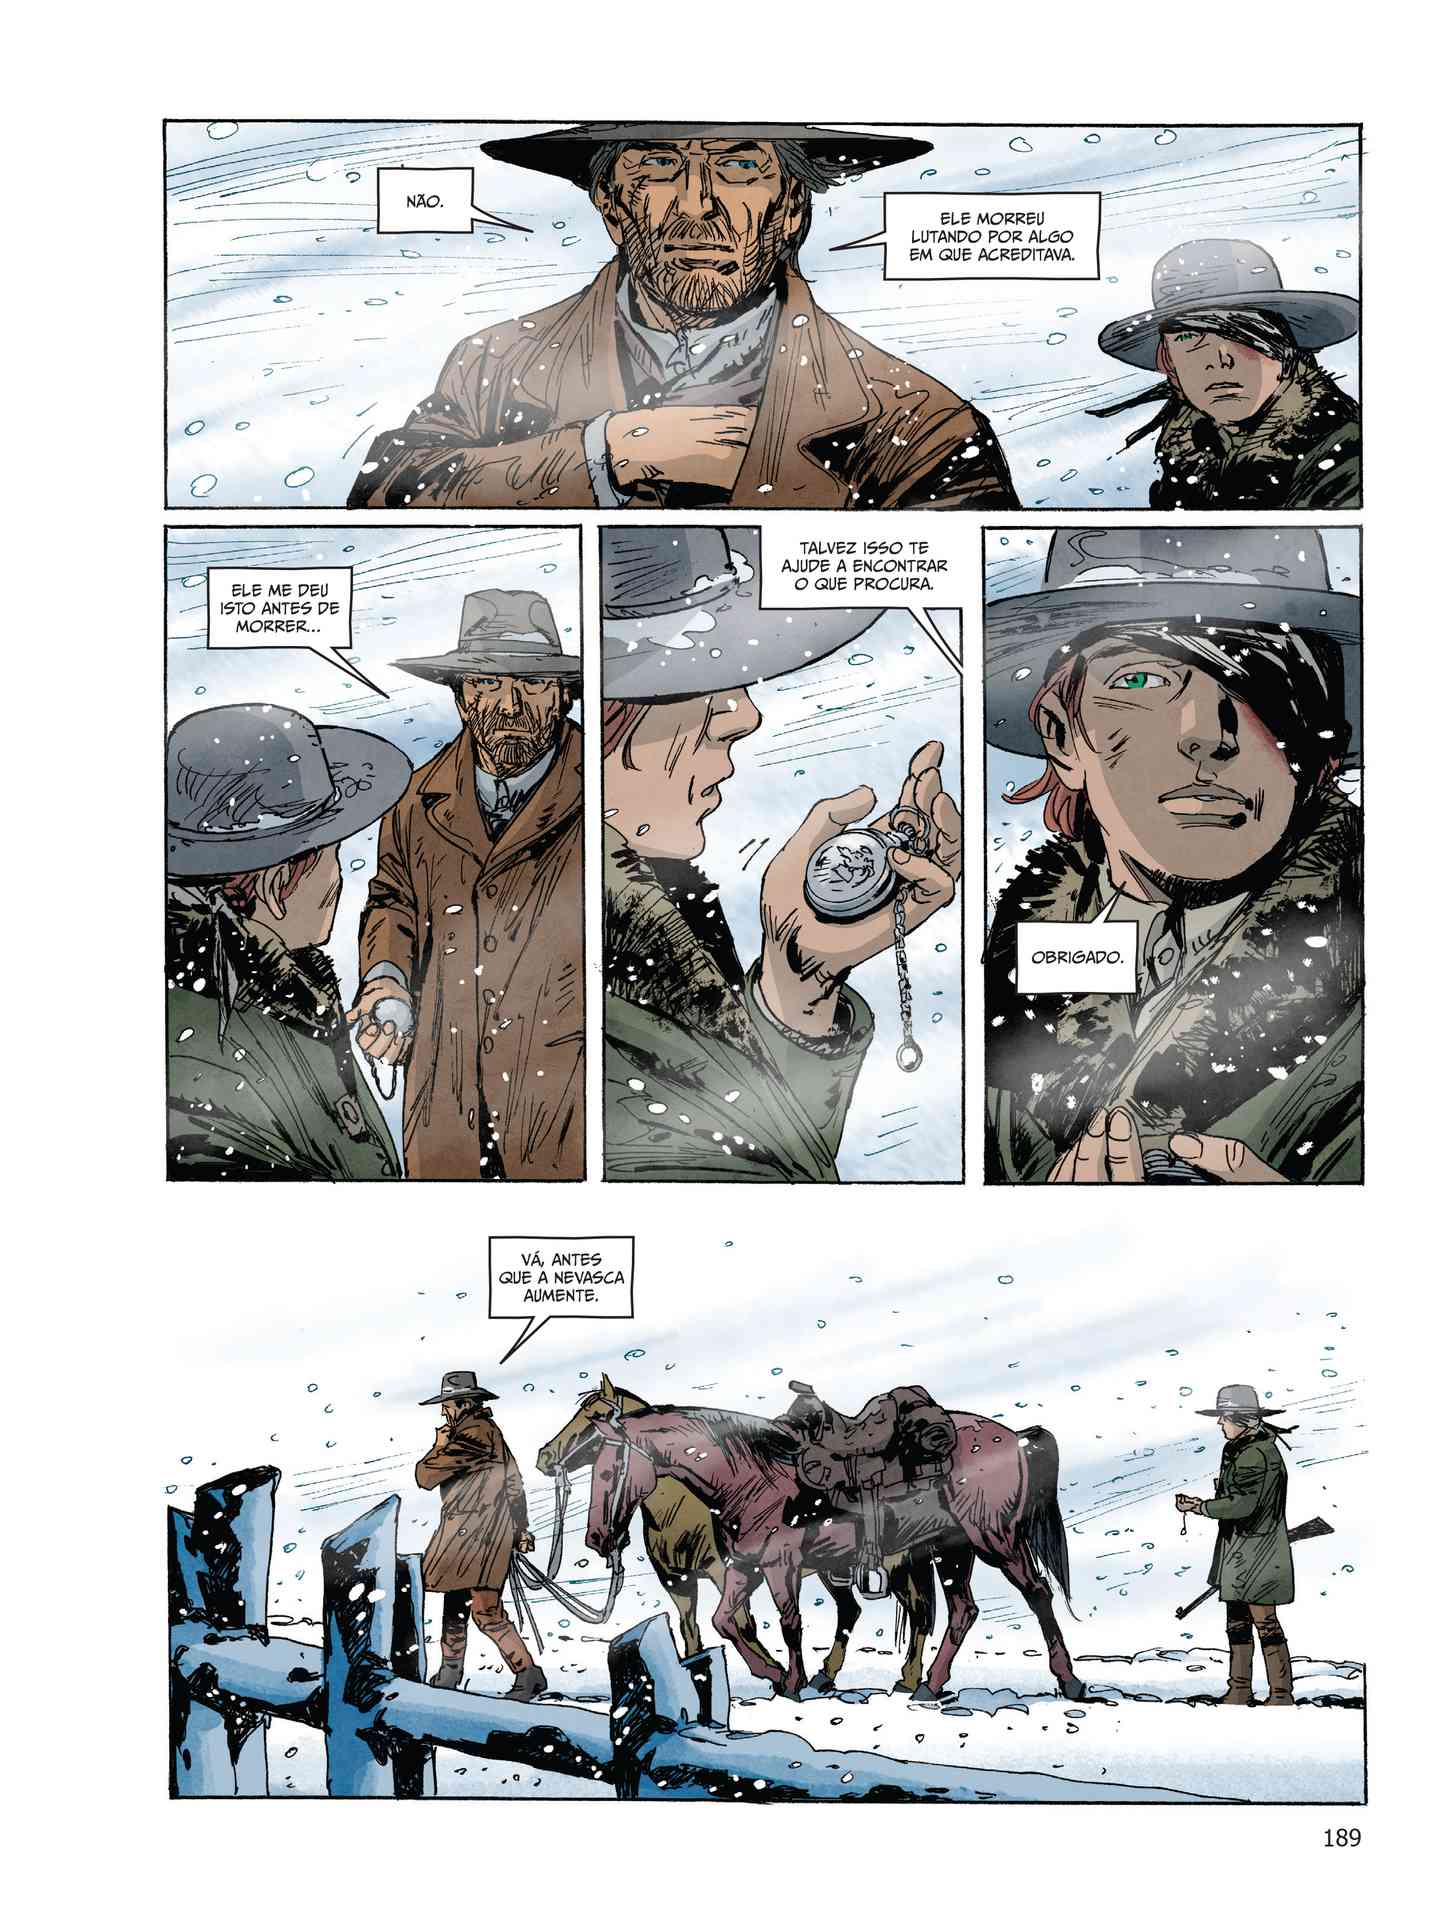 NÃO.
ELE MORREU
LUTANDO POR ALGO
EM QUE ACREDITAVA.
ELE ME DEU
ISTO ANTES DE
MORRER...
TALVEZ ISSO TE
AJUDE A ENCONTRAR
O QUE PROCURA.
OBRIGADO.
VÁ, ANTES
QUE A NEVASCA
AUMENTE.
189